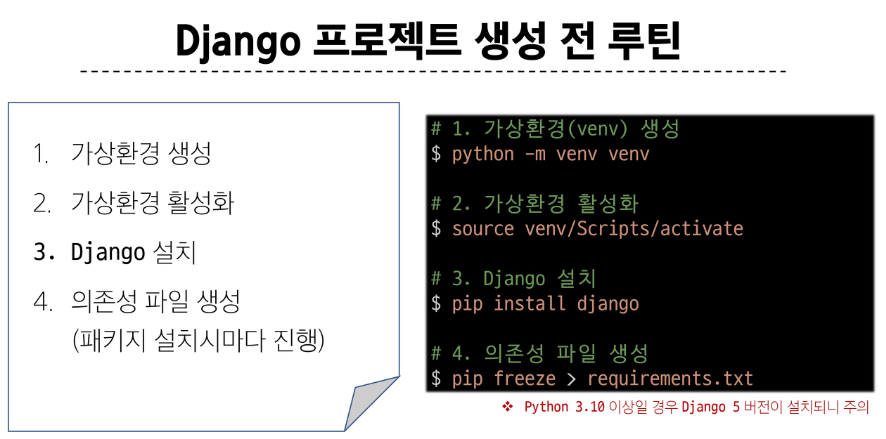 Django 프로젝트 생성 전 루틴
1. 가상환경 생성
2. 가상환경 활성화
3. Django 설치
4. 의존성 파일 생성
(패키지 설치시마다 진행)
# 1. 가상환경(venv) 생성
$ python -m venv venv
# 2. 가상환경 활성화
$ source venv/Scripts/activate
# 3. Django 설치
$ pip install django
# 4. 의존성 파일 생성
$ pip freeze > requirements.txt
❖ Python 3.10 이상일 경우 Django 5 버전이 설치되니 주의